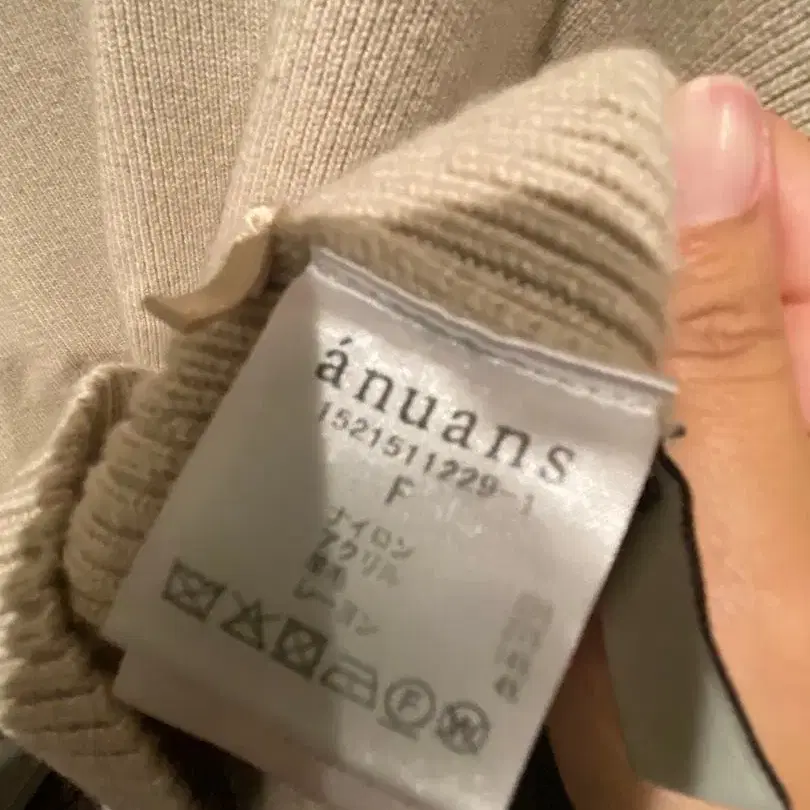 ánuans
1521511229-1
F
ナイロン
アクリル
レーヨン
F
W